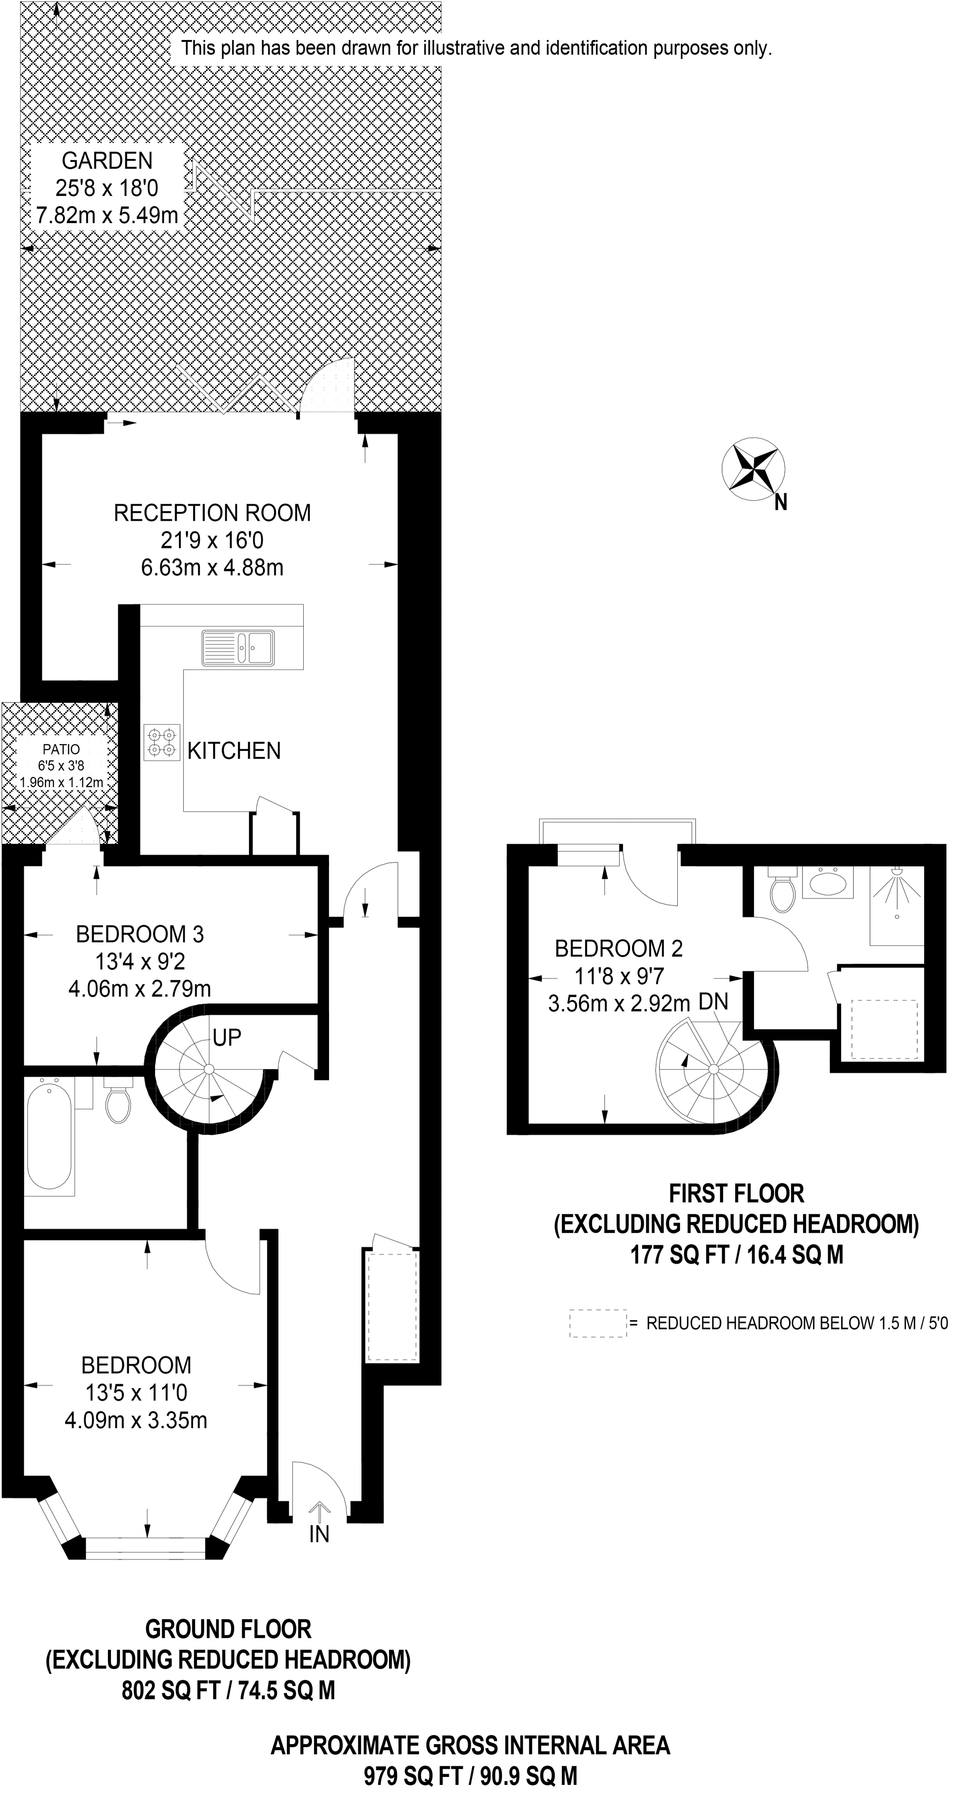 This plan has been drawn for illustrative and identification purposes only.
GARDEN
25'8 x 18'0
7.82m x 5.49m
N
RECEPTION ROOM
21'9 x 16'0
6.63m x 4.88m
KITCHEN
PATIO
6'5 x 3'8
1.96m x 1.12m
BEDROOM 3
13'4 x 9'2
4.06m x 2.79m
UP
BEDROOM 2
11'8 x 9'7
3.56m x 2.92m
DN
FIRST FLOOR
(EXCLUDING REDUCED HEADROOM)
177 SQ FT / 16.4 SQ M
= REDUCED HEADROOM BELOW 1.5 M / 5'0
BEDROOM
13'5 x 11'0
4.09m x 3.35m
IN
GROUND FLOOR
(EXCLUDING REDUCED HEADROOM)
802 SQ FT / 74.5 SQ M
APPROXIMATE GROSS INTERNAL AREA
979 SQ FT / 90.9 SQ M